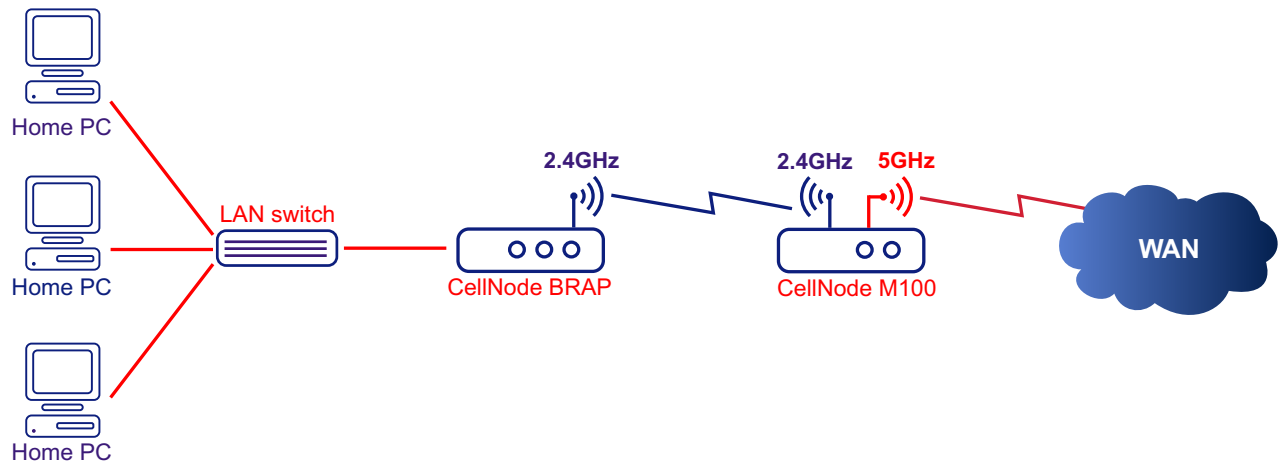 Home PC
2.4GHz
2.4GHz
5GHz
LAN switch
WAN
Home PC
CellNode BRAP
CellNode M100
Home PC